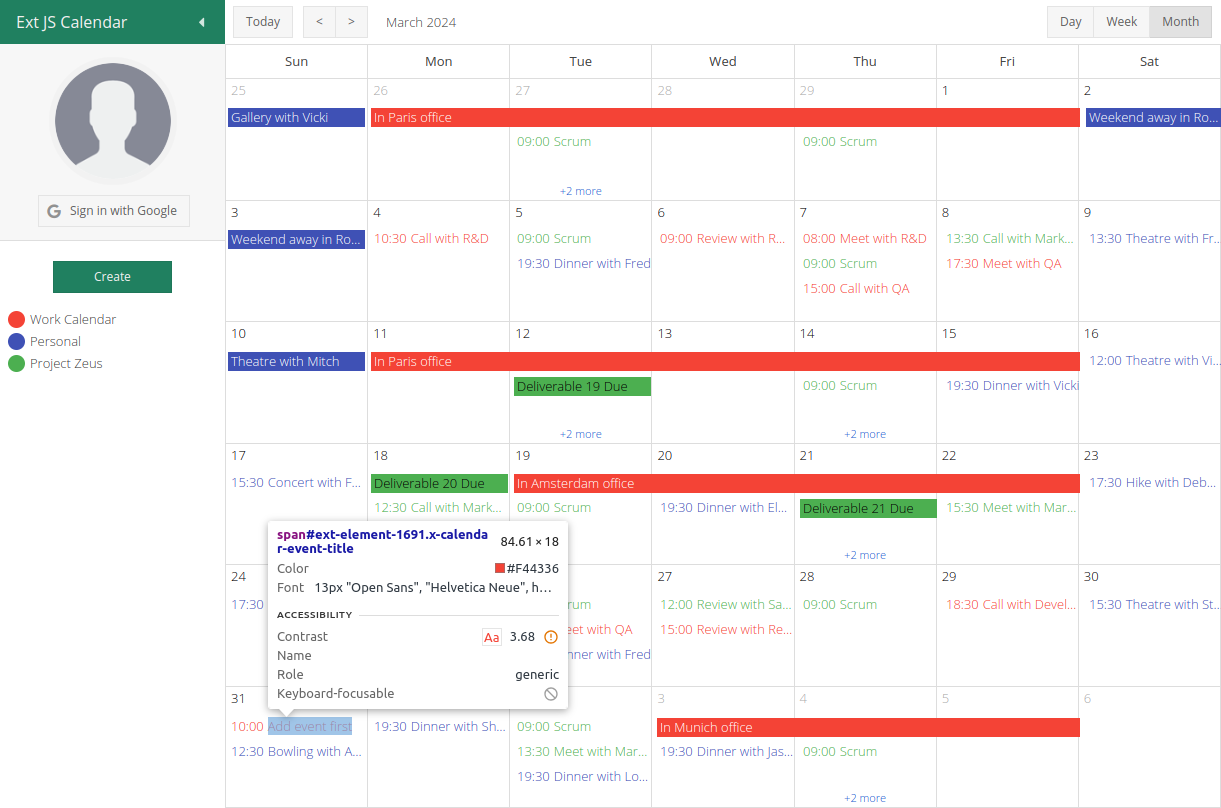 Ext JS Calendar
Today < > March 2024 Day Week Month
Sign in with Google
Create
Work Calendar
Personal
Project Zeus
Sun Mon Tue Wed Thu Fri Sat
25 26 27 28 29 1 2
Gallery with Vicki In Paris office Weekend away in Ro...
09:00 Scrum 09:00 Scrum
+2 more
3 4 5 6 7 8 9
Weekend away in Ro... 10:30 Call with R&D 09:00 Scrum 09:00 Review with R... 08:00 Meet with R&D 13:30 Call with Mark... 13:30 Theatre with Fr...
19:30 Dinner with Fred 09:00 Scrum 17:30 Meet with QA
15:00 Call with QA
10 11 12 13 14 15 16
Theatre with Mitch In Paris office 12:00 Theatre with Vi...
Deliverable 19 Due 09:00 Scrum 19:30 Dinner with Vicki
+2 more +2 more
17 18 19 20 21 22 23
15:30 Concert with F... Deliverable 20 Due In Amsterdam office 17:30 Hike with Deb...
12:30 Call with Mark... 09:00 Scrum 19:30 Dinner with El... Deliverable 21 Due 15:30 Meet with Mar...
+2 more
span#ext-element-1691.x-calenda
r-event-title 84.61 × 18
Color #F44336
Font 13px "Open Sans", "Helvetica Neue", h...
ACCESSIBILITY
Contrast Aa 3.68
Name
Role generic
Keyboard-focusable
24 27 28 29 30
17:30 rum 12:00 Review with Sa... 09:00 Scrum 18:30 Call with Devel... 15:30 Theatre with St...
eet with QA 15:00 Review with Re...
nner with Fred
31 3 4 5 6
10:00 Add event first 19:30 Dinner with Sh... 09:00 Scrum In Munich office
12:30 Bowling with A... 13:30 Meet with Mar... 19:30 Dinner with Jas... 09:00 Scrum
19:30 Dinner with Lo...
+2 more